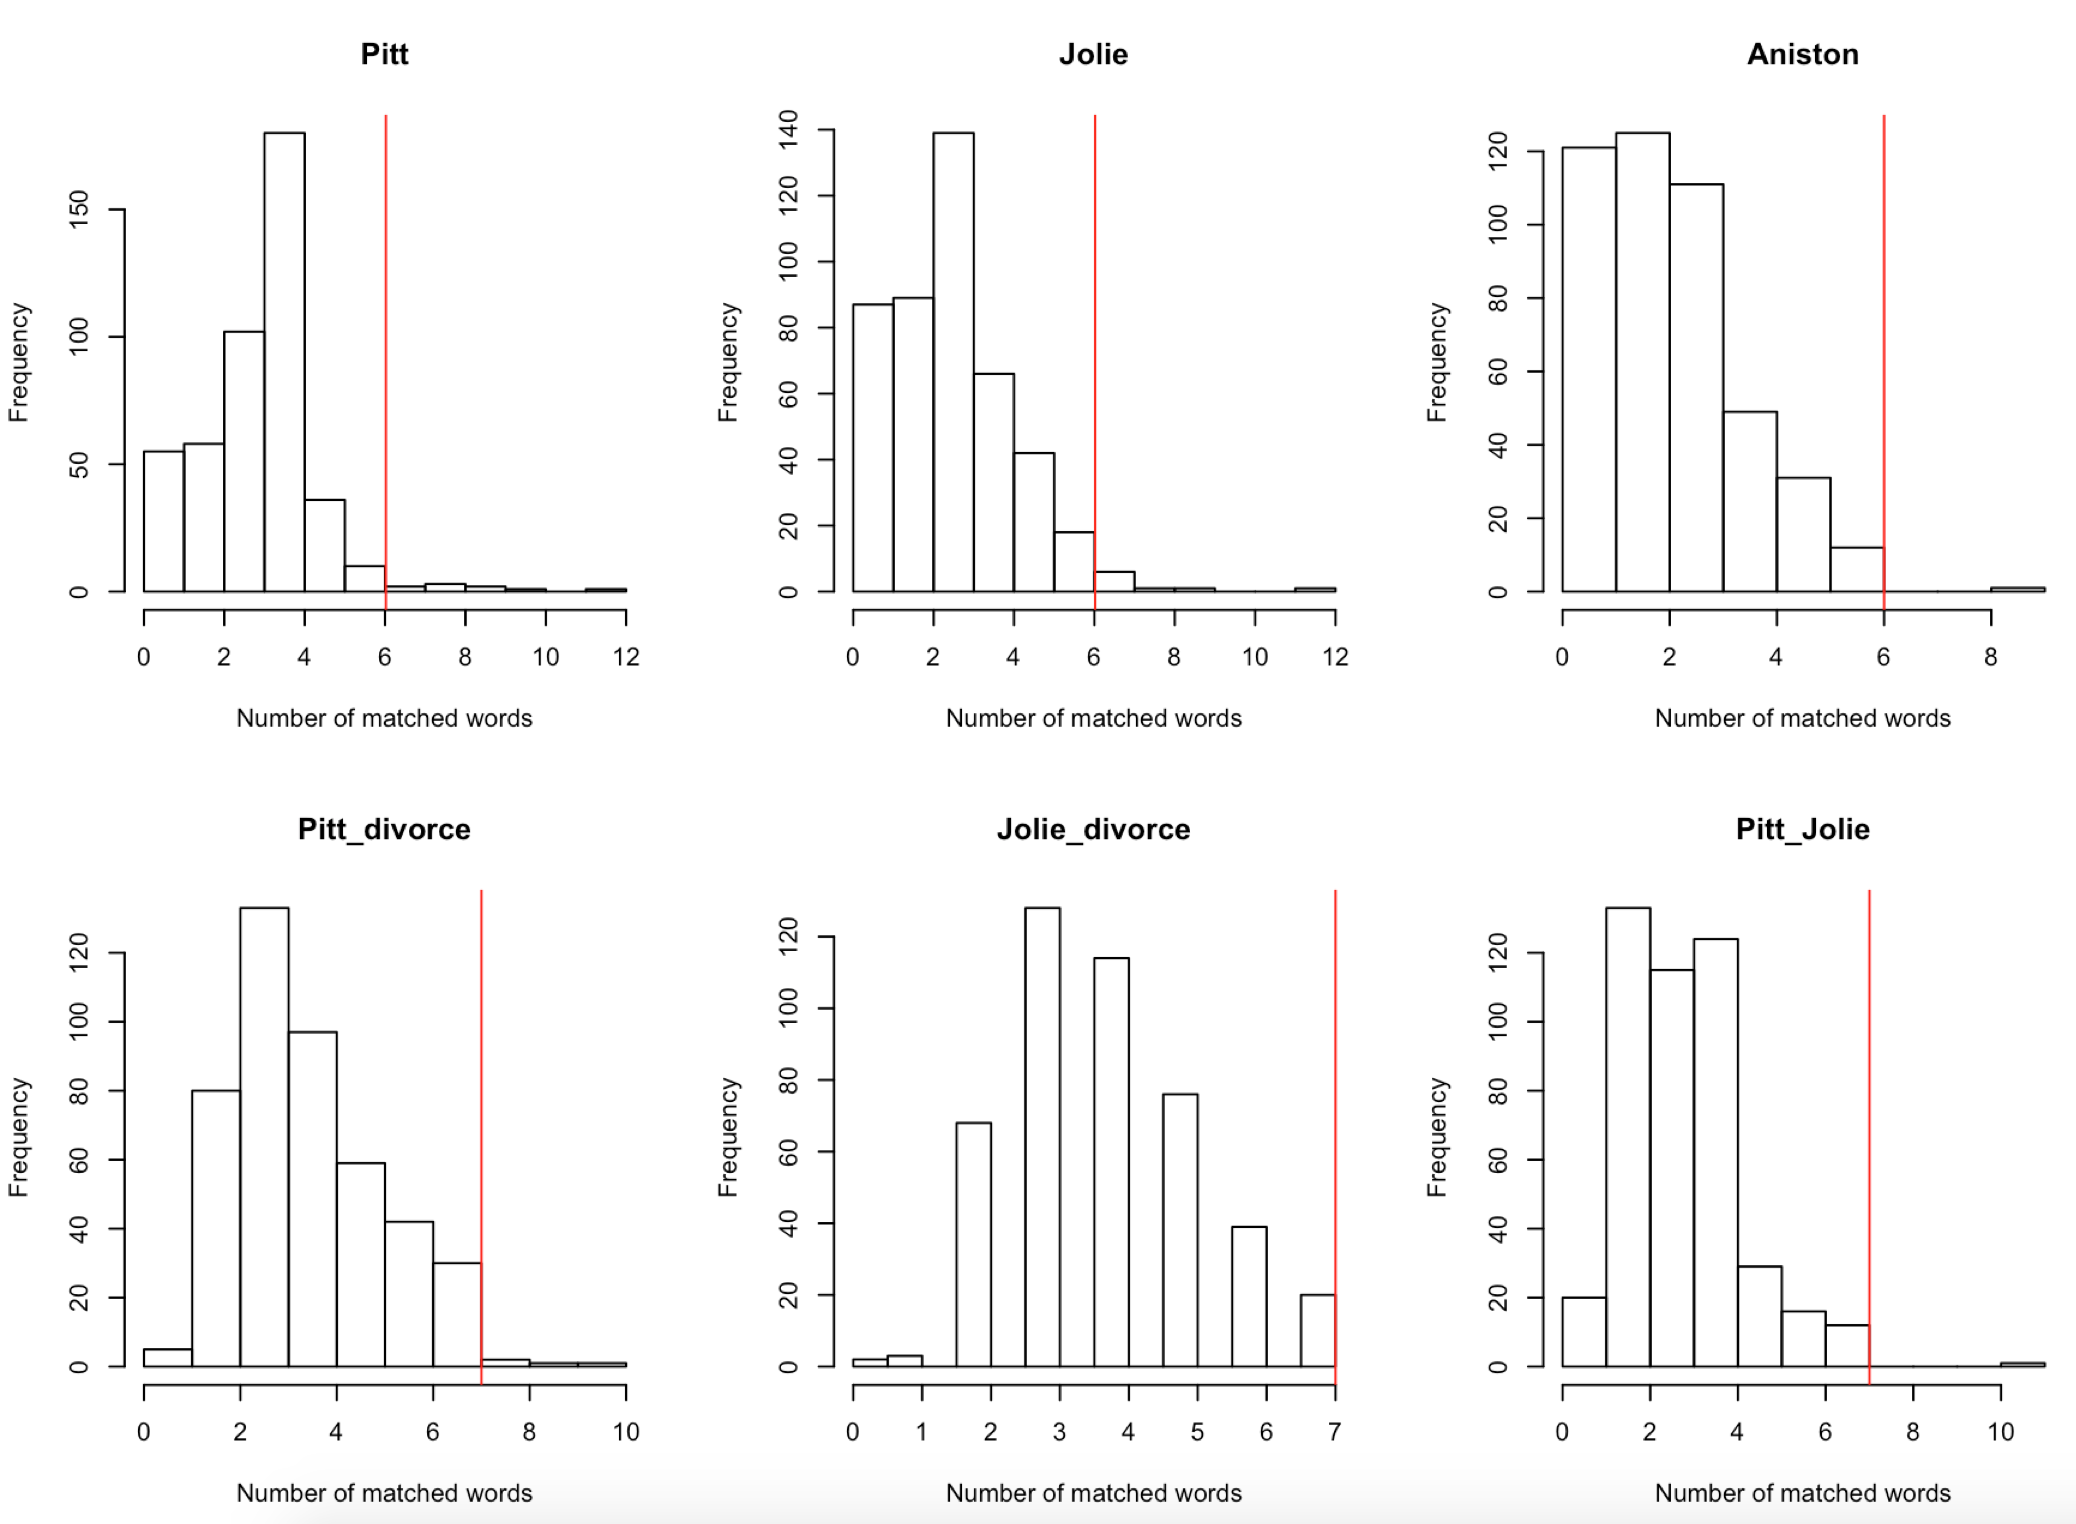 Pitt
Frequency
0 50 100 150
0 2 4 6 8 10 12
Number of matched words
Jolie
Frequency
0 20 40 60 80 100 120 140
0 2 4 6 8 10 12
Number of matched words
Aniston
Frequency
0 20 40 60 80 100 120
0 2 4 6 8
Number of matched words
Pitt_divorce
Frequency
0 20 40 60 80 100 120
0 2 4 6 8 10
Number of matched words
Jolie_divorce
Frequency
0 20 40 60 80 100 120
0 1 2 3 4 5 6 7
Number of matched words
Pitt_Jolie
Frequency
0 20 40 60 80 100 120
0 2 4 6 8 10
Number of matched words